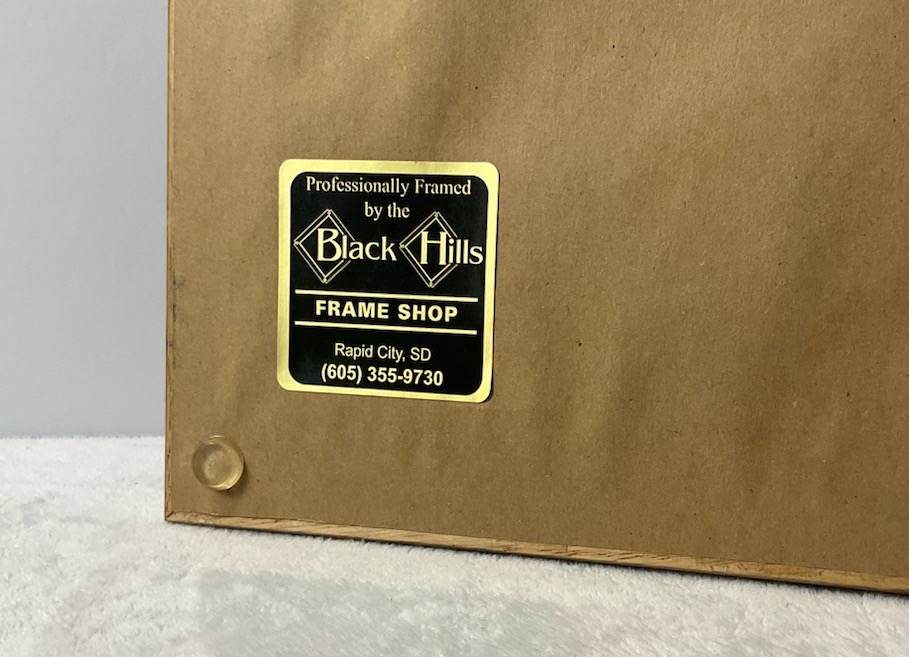 Professionally Framed
by the
Black Hills
FRAME SHOP
Rapid City, SD
(605) 355-9730